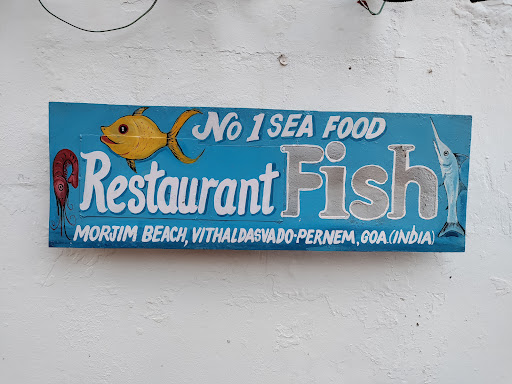 No 1 SEA FOOD
Restaurant Fish
MORJIM BEACH, VITHALDASVADO-PERNEM, GOA.(INDIA)